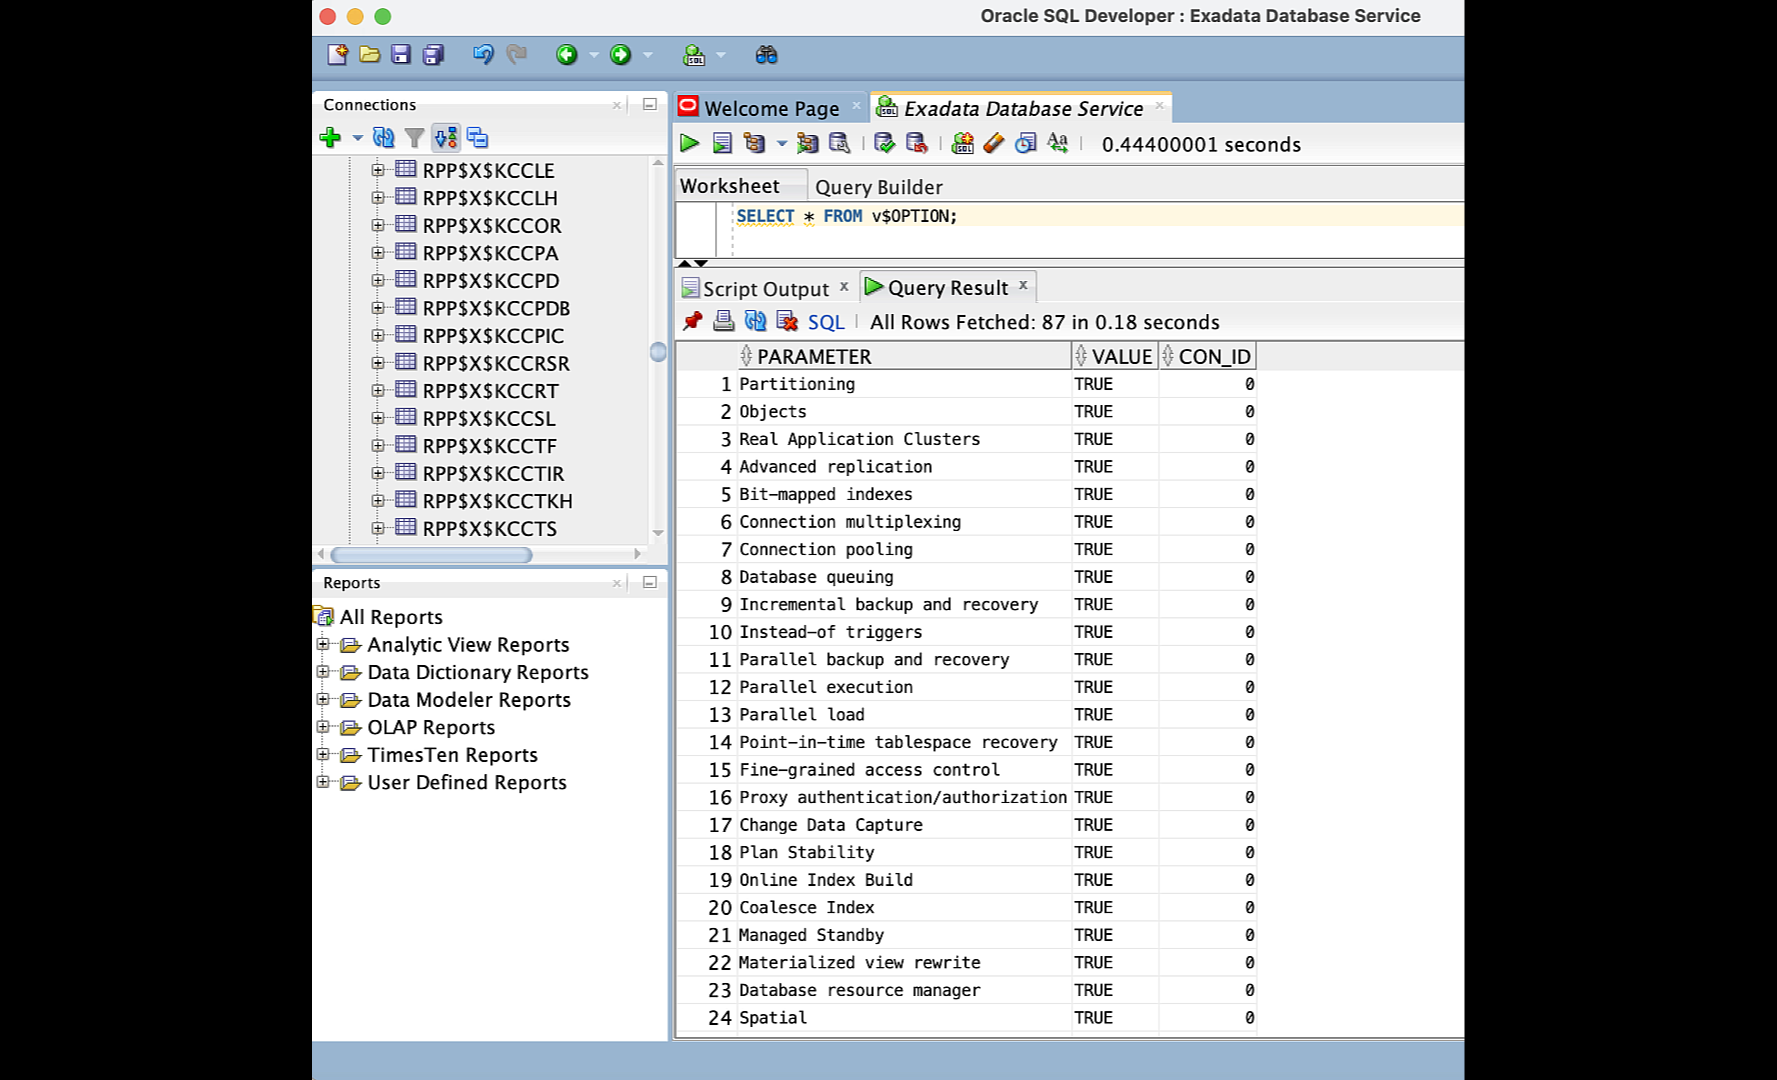 Oracle SQL Developer : Exadata Database Service
Connections
RPP$X$KCCLE
RPP$X$KCCLH
RPP$X$KCCOR
RPP$X$KCCPA
RPP$X$KCCPD
RPP$X$KCCPDB
RPP$X$KCCPIC
RPP$X$KCCRSR
RPP$X$KCCRT
RPP$X$KCCSL
RPP$X$KCCTF
RPP$X$KCCTIR
RPP$X$KCCTKH
RPP$X$KCCTS
Reports
All Reports
Analytic View Reports
Data Dictionary Reports
Data Modeler Reports
OLAP Reports
TimesTen Reports
User Defined Reports
Welcome Page Exadata Database Service
0.44400001 seconds
Worksheet Query Builder
SELECT * FROM v$OPTION;
Script Output Query Result
SQL All Rows Fetched: 87 in 0.18 seconds
PARAMETER VALUE CON_ID
1 Partitioning TRUE 0
2 Objects TRUE 0
3 Real Application Clusters TRUE 0
4 Advanced replication TRUE 0
5 Bit-mapped indexes TRUE 0
6 Connection multiplexing TRUE 0
7 Connection pooling TRUE 0
8 Database queuing TRUE 0
9 Incremental backup and recovery TRUE 0
10 Instead-of triggers TRUE 0
11 Parallel backup and recovery TRUE 0
12 Parallel execution TRUE 0
13 Parallel load TRUE 0
14 Point-in-time tablespace recovery TRUE 0
15 Fine-grained access control TRUE 0
16 Proxy authentication/authorization TRUE 0
17 Change Data Capture TRUE 0
18 Plan Stability TRUE 0
19 Online Index Build TRUE 0
20 Coalesce Index TRUE 0
21 Managed Standby TRUE 0
22 Materialized view rewrite TRUE 0
23 Database resource manager TRUE 0
24 Spatial TRUE 0